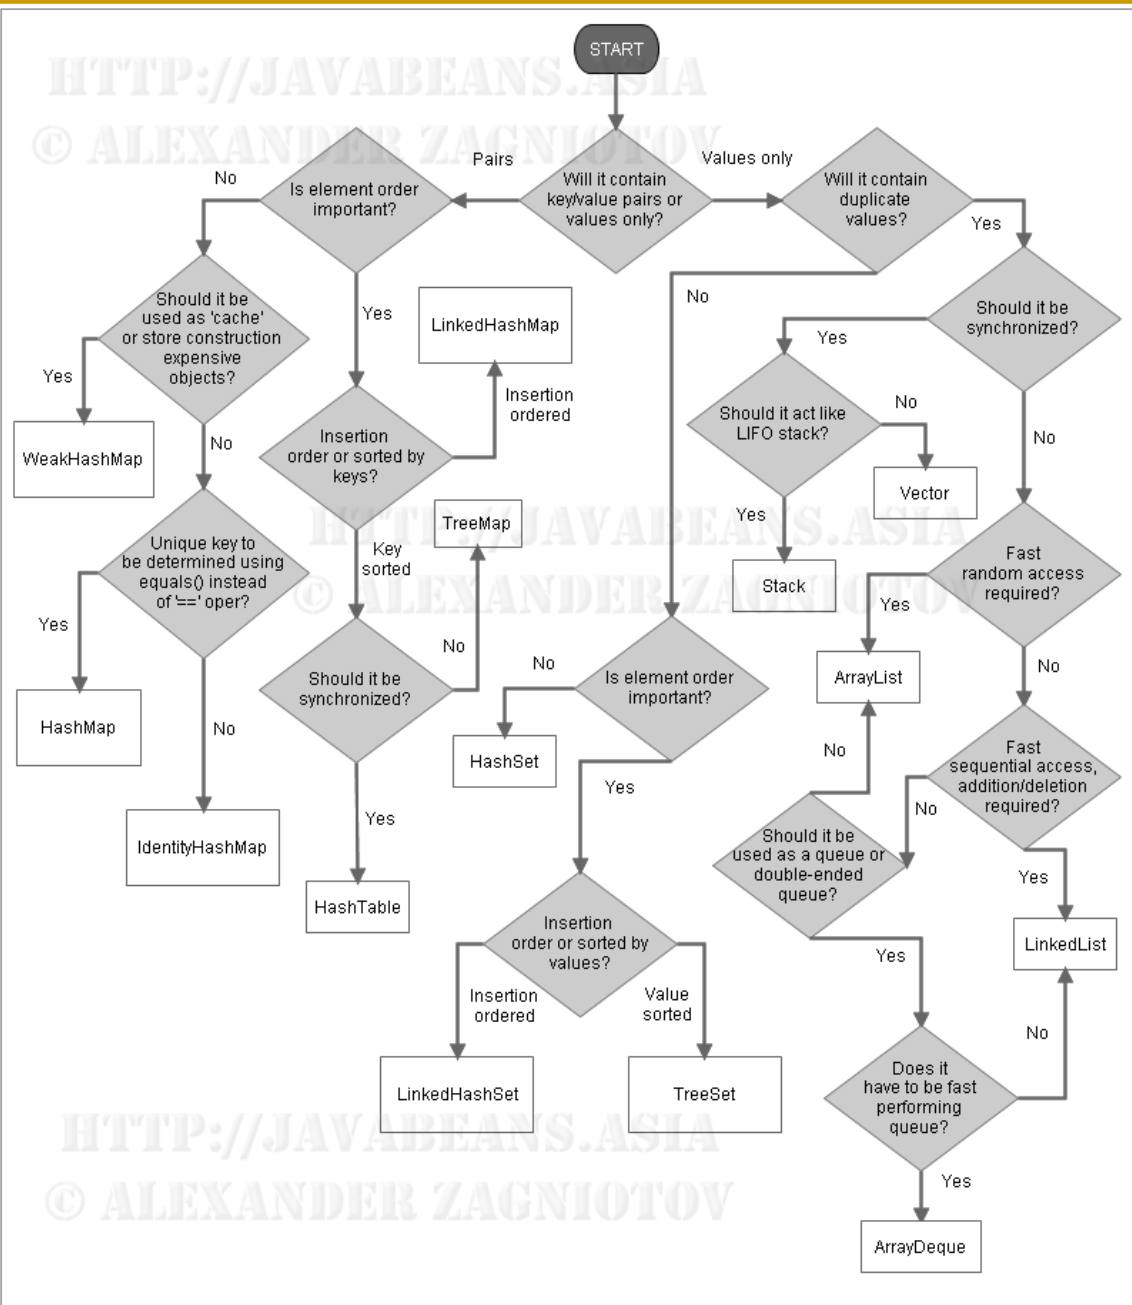 START
HTTP://JAVABEANS.ASIA
© ALEXANDER ZAGNIOTOV
Pairs
Values only
No
Is element order
important?
Will it contain
key/value pairs or
values only?
Will it contain
duplicate
values?
Yes
Should it be
used as 'cache'
or store construction
expensive
objects?
Yes
LinkedHashMap
No
Should it be
synchronized?
Yes
Yes
Insertion
ordered
Should it act like
LIFO stack?
No
WeakHashMap
No
Insertion
order or sorted by
keys?
No
Vector
TreeMap
HTTP://JAVABEANS.ASIA
© ALEXANDER ZAGNIOTOV
Yes
Unique key to
be determined using
equals() instead
of '==' oper?
Key
sorted
Stack
Fast
random access
required?
Yes
Yes
No
Should it be
synchronized?
No
Is element order
important?
ArrayList
No
HashMap
No
HashSet
No
Fast
sequential access,
addition/deletion
required?
Yes
Yes
No
IdentityHashMap
Should it be
used as a queue or
double-ended
queue?
Yes
HashTable
Insertion
order or sorted by
values?
LinkedList
Yes
Insertion
ordered
Value
sorted
No
LinkedHashSet
TreeSet
Does it
have to be fast
performing
queue?
HTTP://JAVABEANS.ASIA
© ALEXANDER ZAGNIOTOV
Yes
ArrayDeque